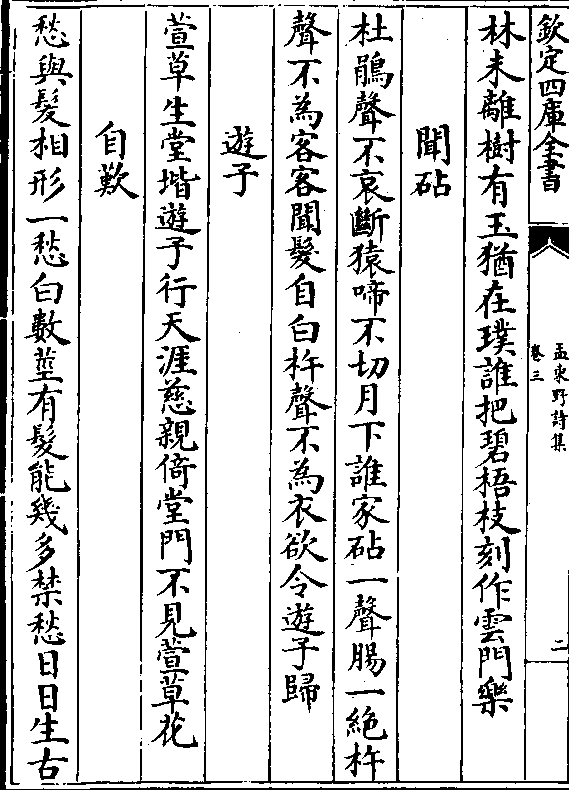 欽定四庫全書
孟東野詩集
卷三
二
林未離樹有玉猶在璞誰把碧梧枝刻作雲門樂
聞砧
杜鵑聲不哀斷猿啼不切月下誰家砧一聲腸一絶杵
聲不為客客聞髮自白杵聲不為衣欲令遊子歸
遊子
萱草生堂堦遊子行天涯慈親倚堂門不見萱草花
自歎
愁與髮相形一愁白數莖有髮能幾多禁愁日日生古